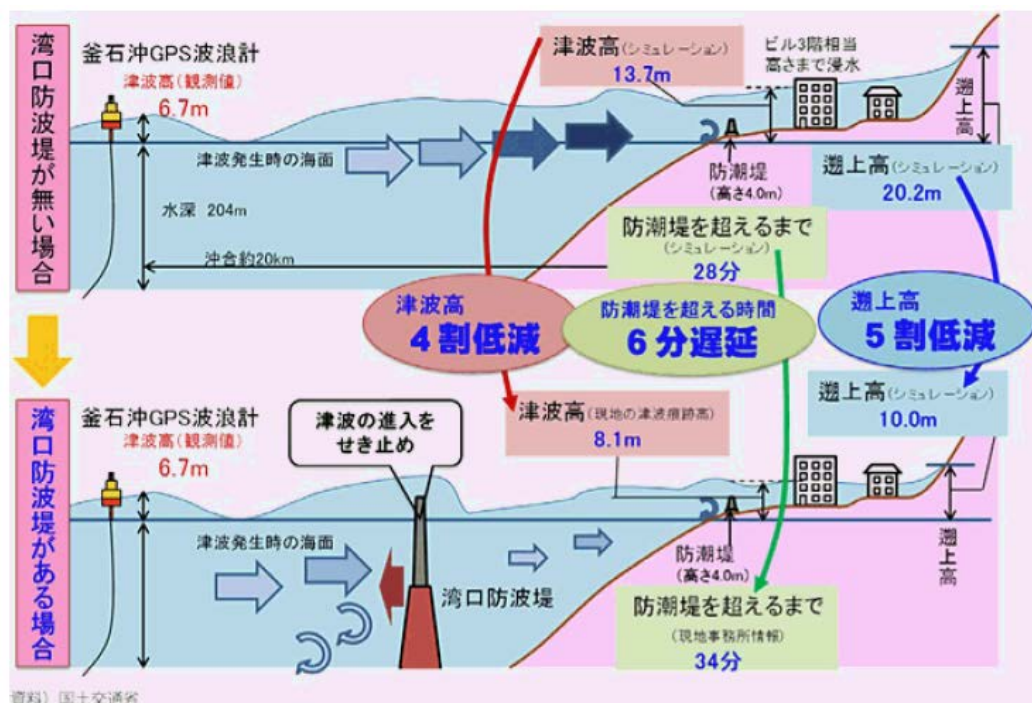 湾口防波堤が無い場合
釜石沖GPS波浪計
津波高(観測値)
6.7m
津波高(シミュレーション)
13.7m
ビル3階相当
高さまで浸水
遡上高
津波発生時の海面
防潮堤
(高さ4.0m)
遡上高(シミュレーション)
20.2m
水深 204m
沖合約20km
防潮堤を超えるまで
(シミュレーション)
28分
津波高
4割低減
防潮堤を超える時間
6分遅延
遡上高
5割低減
湾口防波堤がある場合
釜石沖GPS波浪計
津波高(観測値)
6.7m
津波の進入を
せき止め
津波高(現地の津波痕跡高)
8.1m
遡上高(シミュレーション)
10.0m
津波発生時の海面
湾口防波堤
防潮堤
(高さ4.0m)
遡上高
防潮堤を超えるまで
(現地事務所情報)
34分
資料）国土交通省